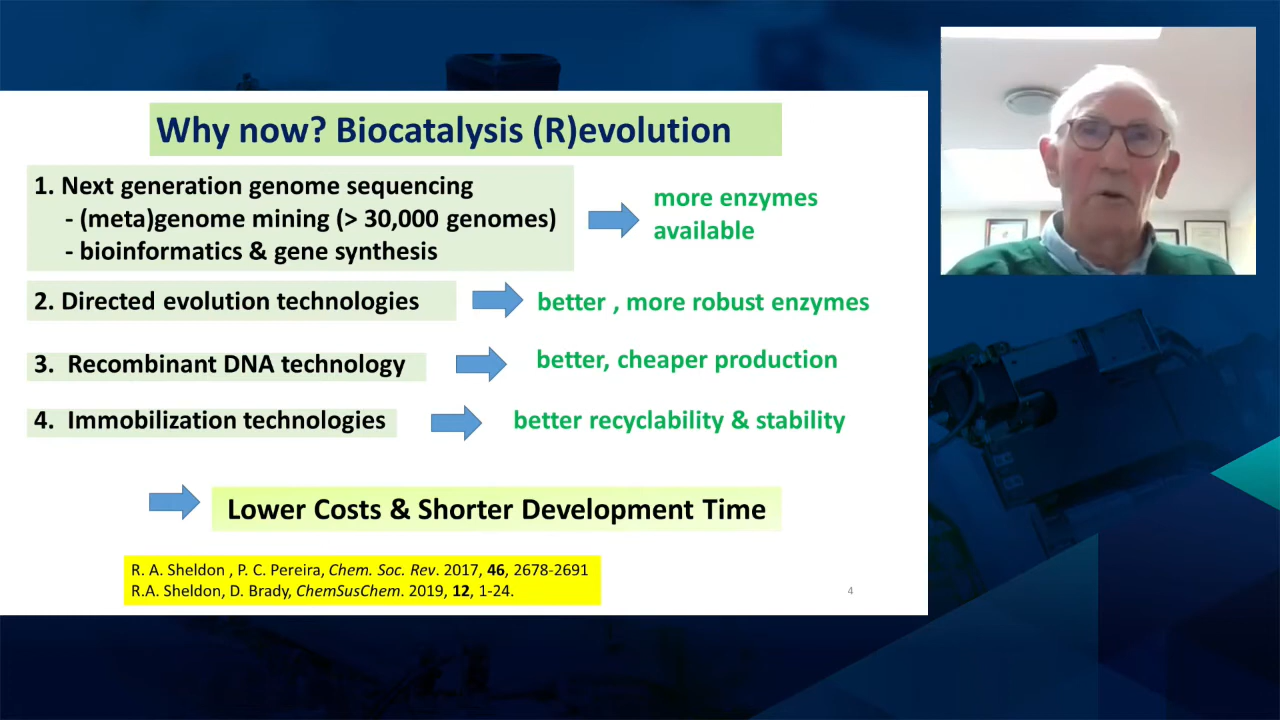 Why now? Biocatalysis (R)evolution
1. Next generation genome sequencing
- (meta)genome mining (> 30,000 genomes)
- bioinformatics & gene synthesis
more enzymes
available
2. Directed evolution technologies
better , more robust enzymes
3. Recombinant DNA technology
better, cheaper production
4. Immobilization technologies
better recyclability & stability
Lower Costs & Shorter Development Time
R. A. Sheldon , P. C. Pereira, Chem. Soc. Rev. 2017, 46, 2678-2691
R.A. Sheldon, D. Brady, ChemSusChem. 2019, 12, 1-24.
4